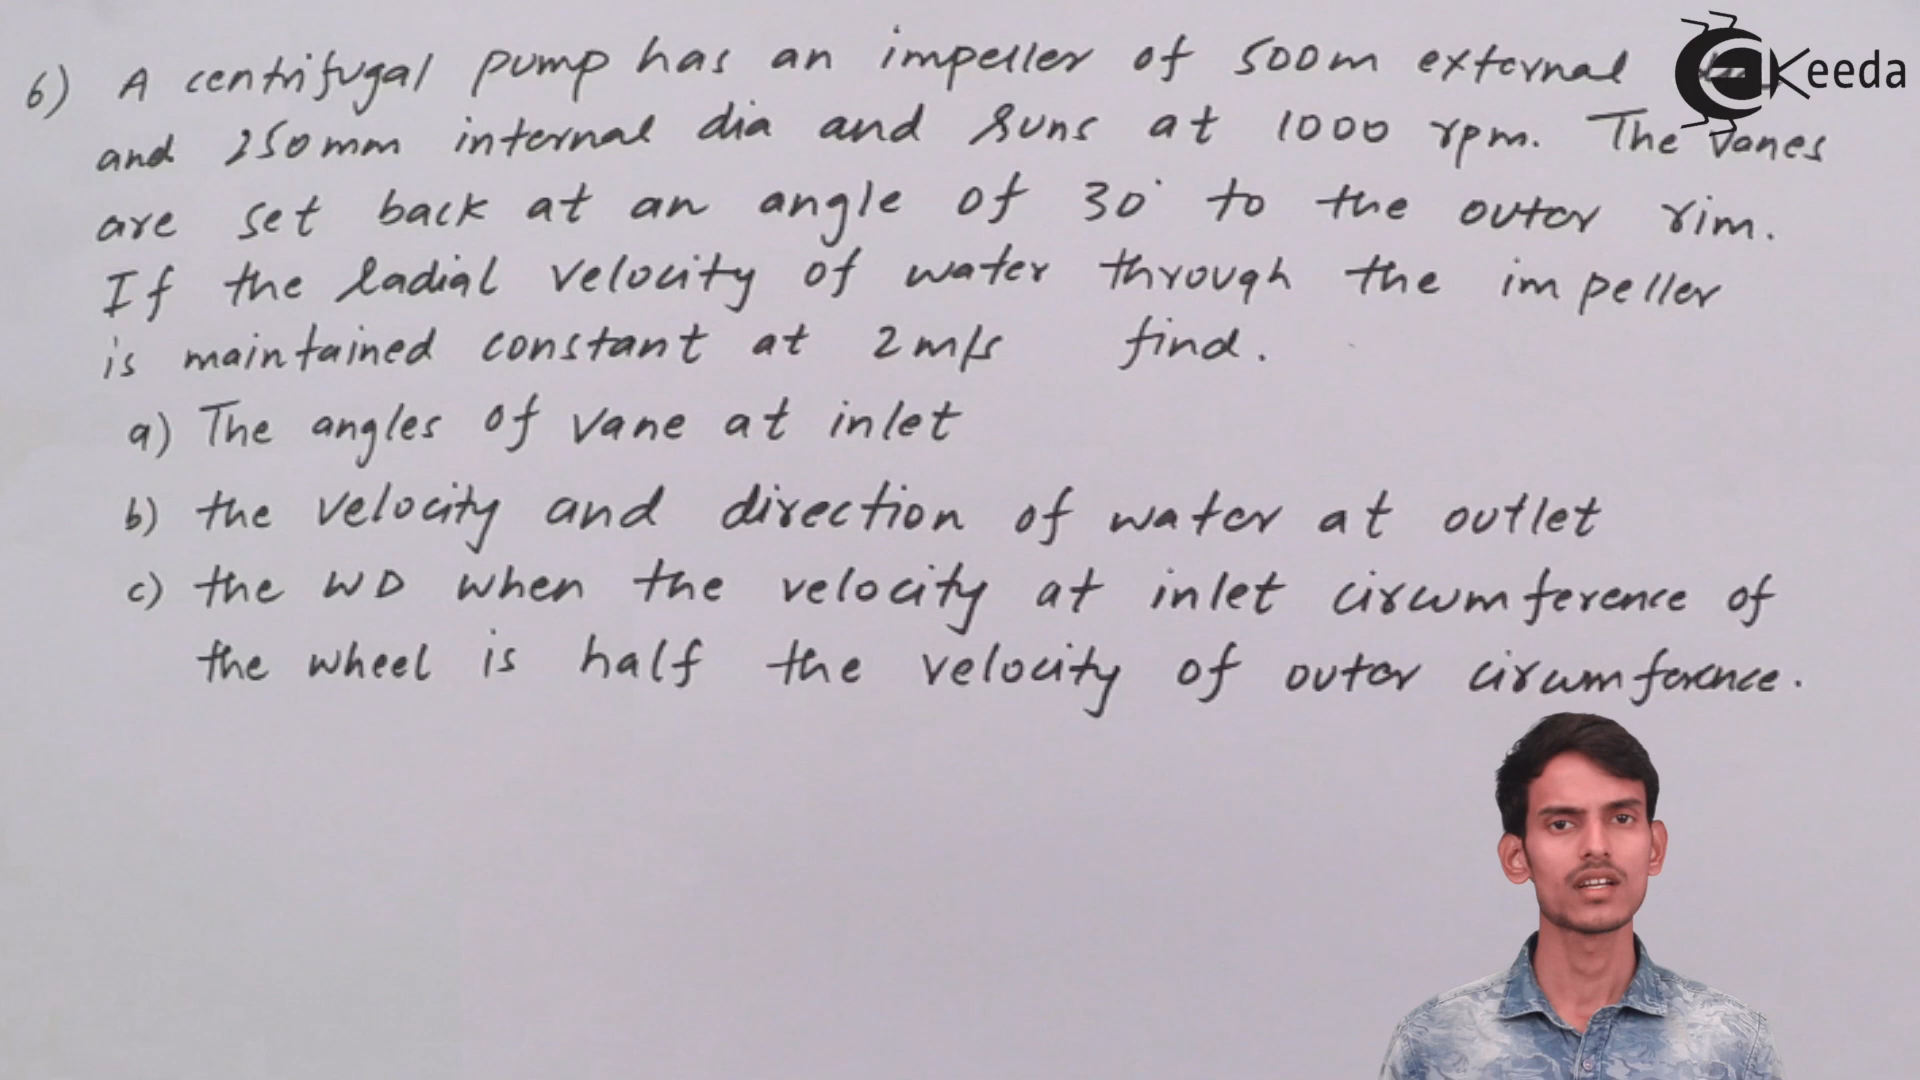 6) A centrifugal pump has an impeller of 500m external
eKeeda
and 250mm internal dia and runs at 1000 rpm. The vanes
are set back at an angle of 30° to the outer rim.
If the radial velocity of water through the impeller
is maintained constant at 2m/s find.
a) The angles of vane at inlet
b) the velocity and direction of water at outlet
c) the WD when the velocity at inlet circumference of
the wheel is half the velocity of outer circumference.